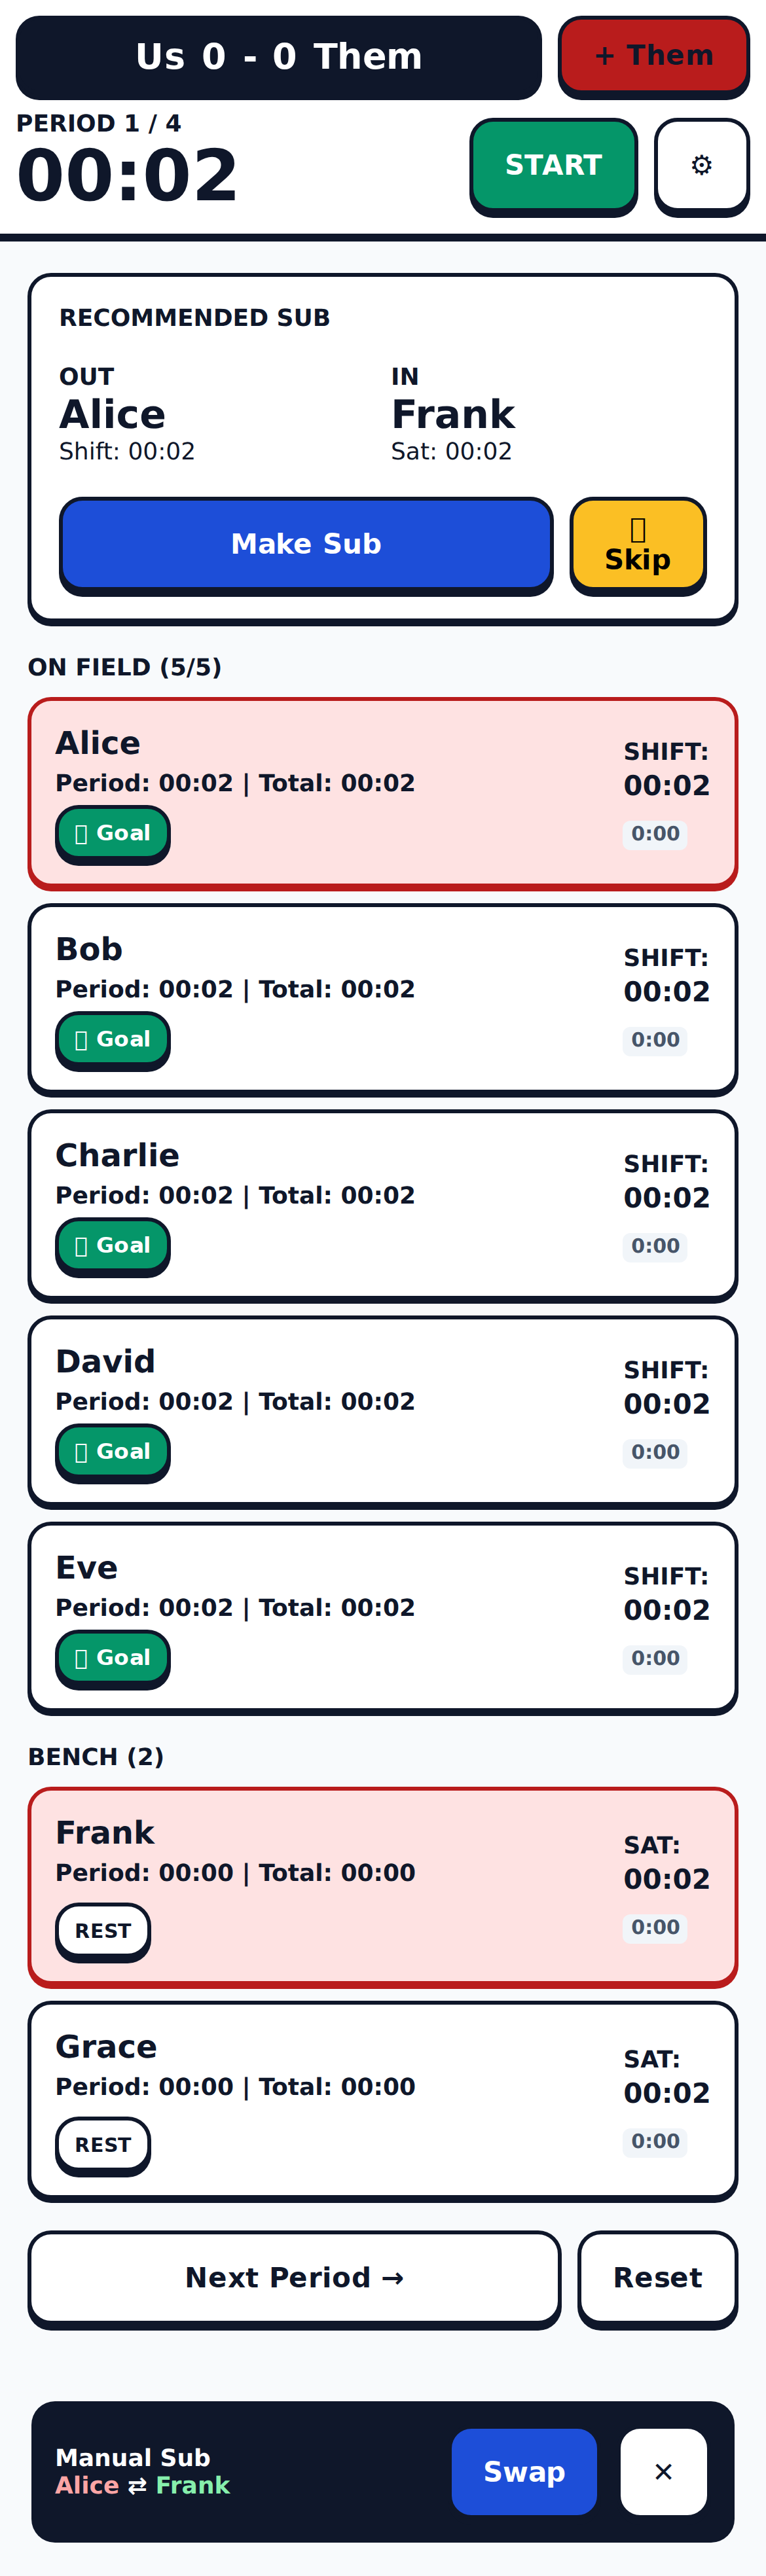 Us 0 - 0 Them
+ Them
PERIOD 1 / 4
00:02
START
⚙
RECOMMENDED SUB
OUT
Alice
Shift: 00:02
IN
Frank
Sat: 00:02
Make Sub
Skip
ON FIELD (5/5)
Alice
Period: 00:02 | Total: 00:02
Goal
SHIFT:
00:02
0:00
Bob
Period: 00:02 | Total: 00:02
Goal
SHIFT:
00:02
0:00
Charlie
Period: 00:02 | Total: 00:02
Goal
SHIFT:
00:02
0:00
David
Period: 00:02 | Total: 00:02
Goal
SHIFT:
00:02
0:00
Eve
Period: 00:02 | Total: 00:02
Goal
SHIFT:
00:02
0:00
BENCH (2)
Frank
Period: 00:00 | Total: 00:00
REST
SAT:
00:02
0:00
Grace
Period: 00:00 | Total: 00:00
REST
SAT:
00:02
0:00
Next Period →
Reset
Manual Sub
Alice ⇄ Frank
Swap
✕